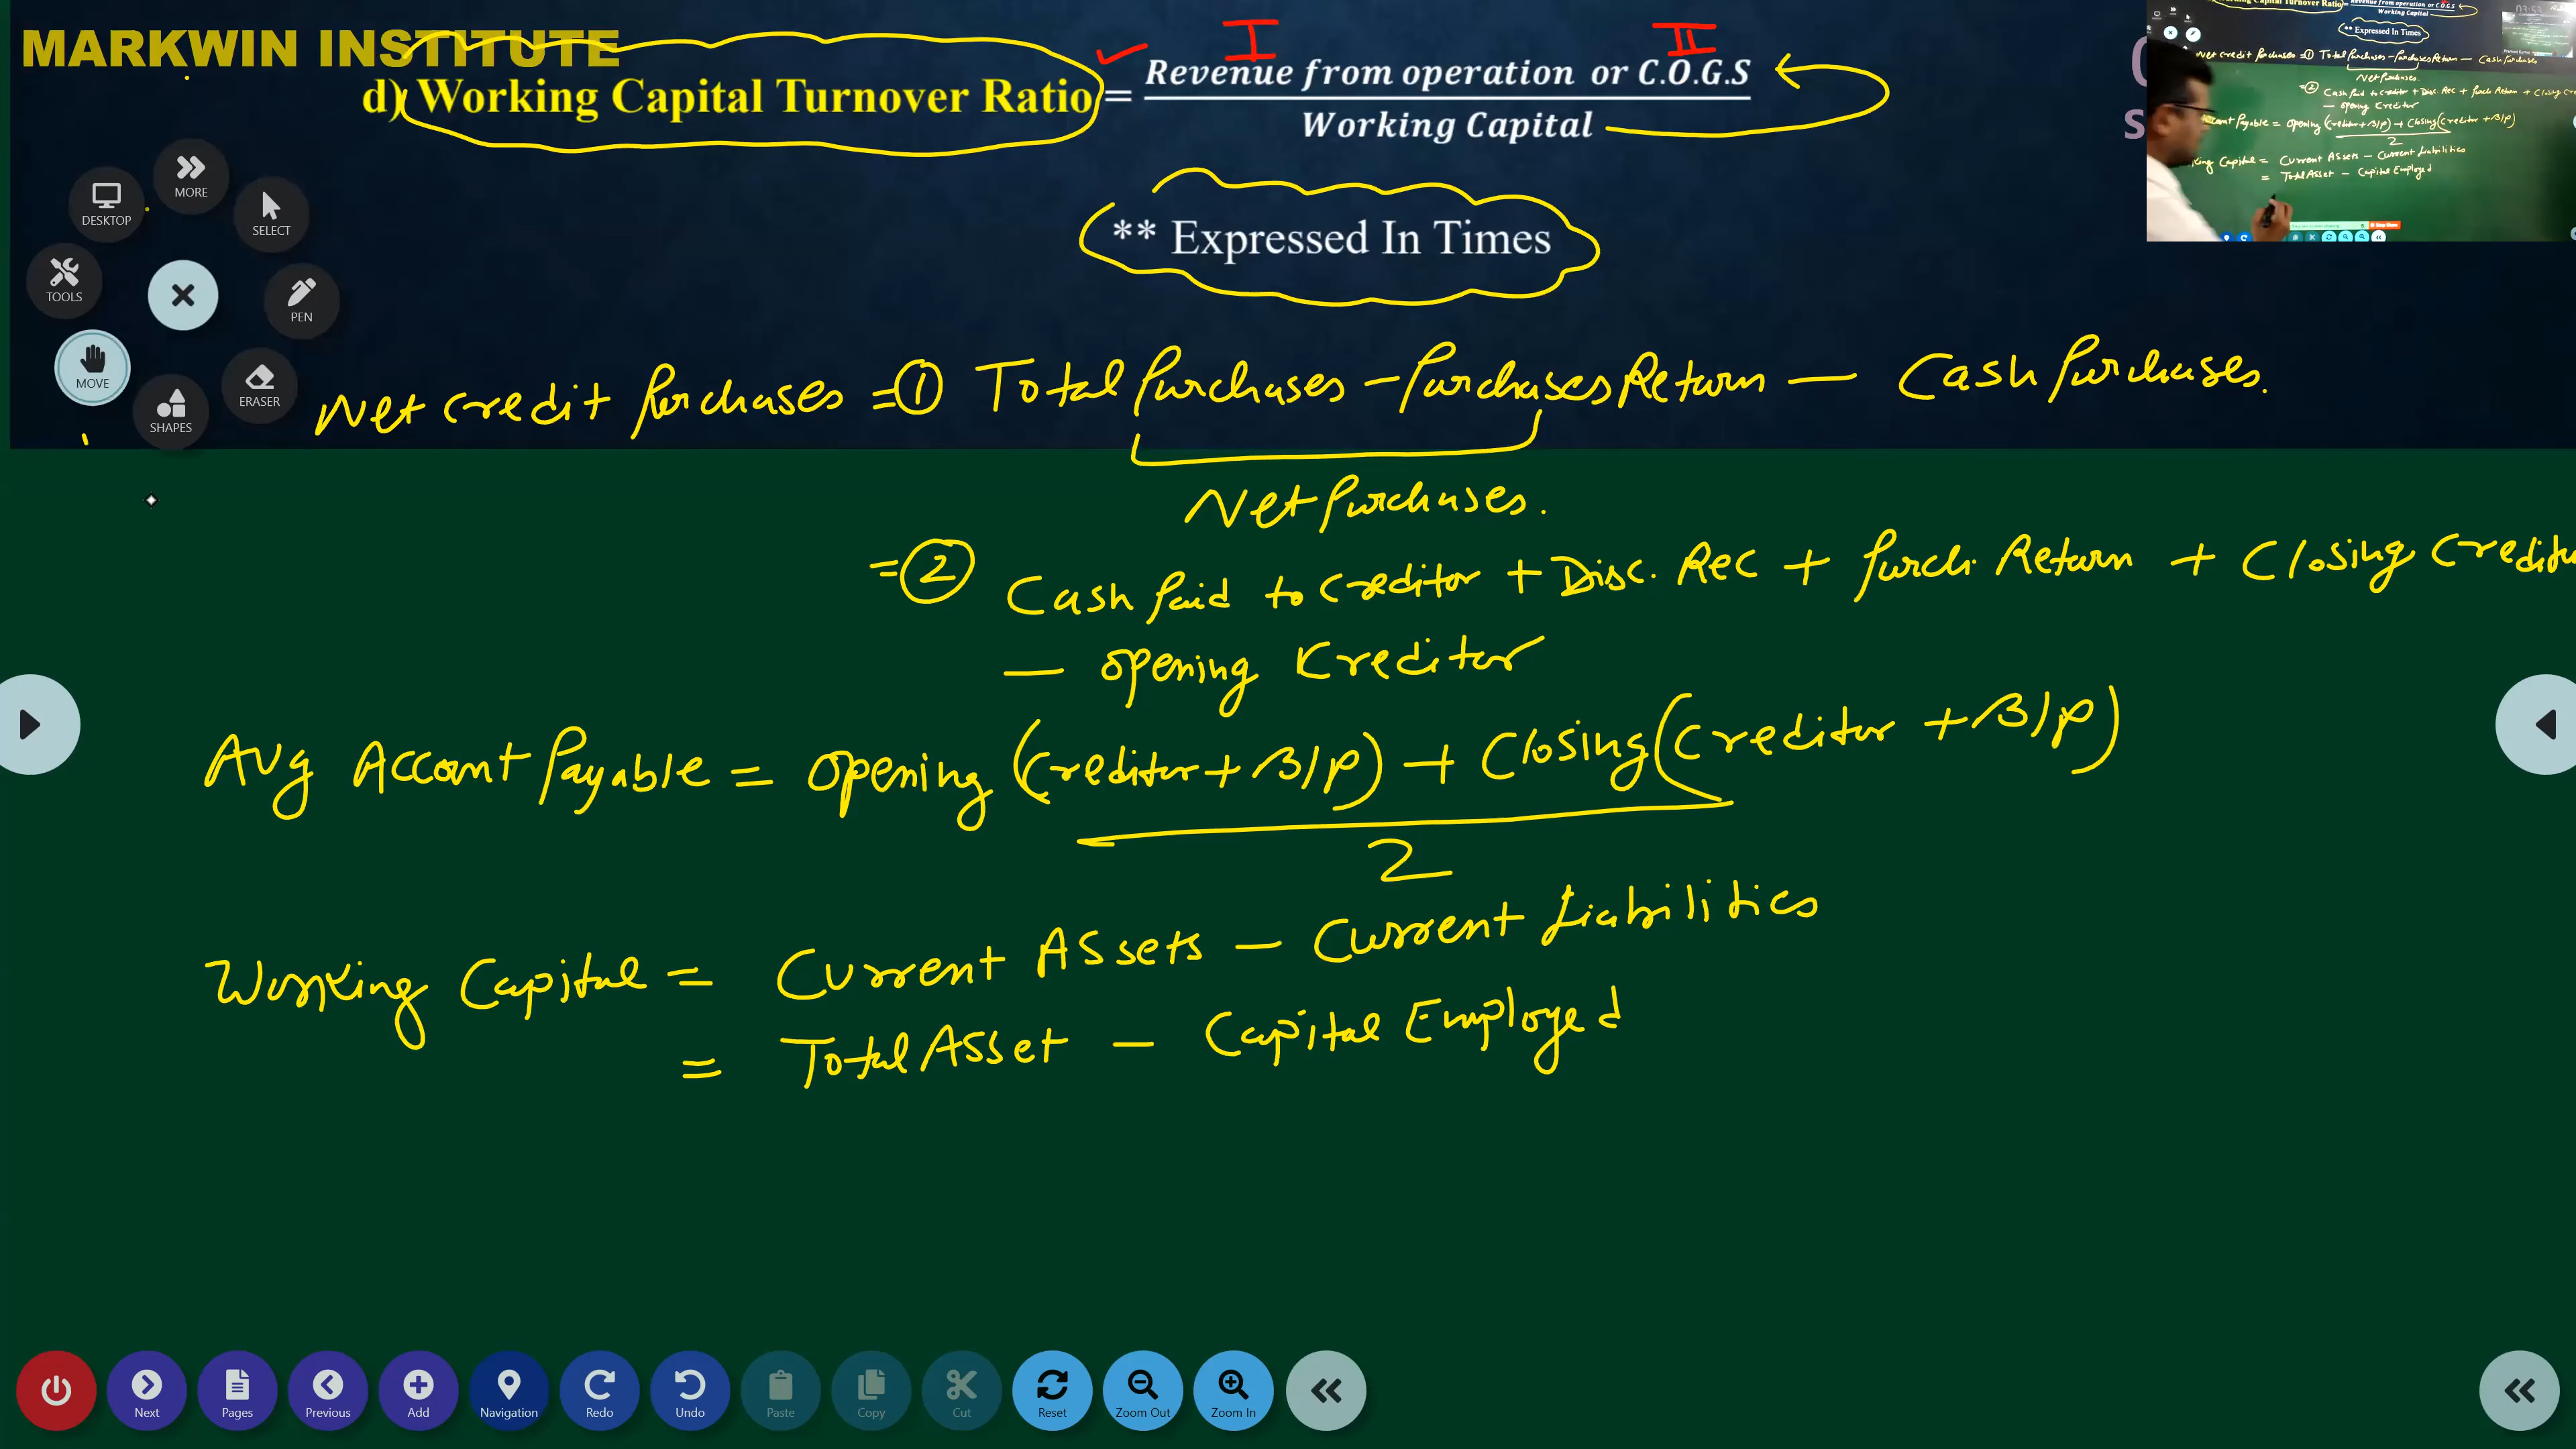 MARKWIN INSTITUTE
I II
d) Working Capital Turnover Ratio = Revenue from operation or C.O.G.S
Working Capital
** Expressed In Times
MORE
DESKTOP
SELECT
TOOLS
PEN
MOVE
ERASER
SHAPES
Net credit Purchases = ① Total Purchases - Purchases Return - Cash Purchases.
Net Purchases.
= ② Cash Paid to Creditor + Disc. Rec + Purch. Return + Closing
- Opening Creditor
Avg Account Payable = Opening (Creditor + B/P) + Closing (Creditor + B/P)
2
Working Capital = Current Assets - Current Liabilities
= Total Asset - Capital Employed
Next Pages Previous Add Navigation Redo Undo Paste Copy Cut Reset Zoom Out Zoom In